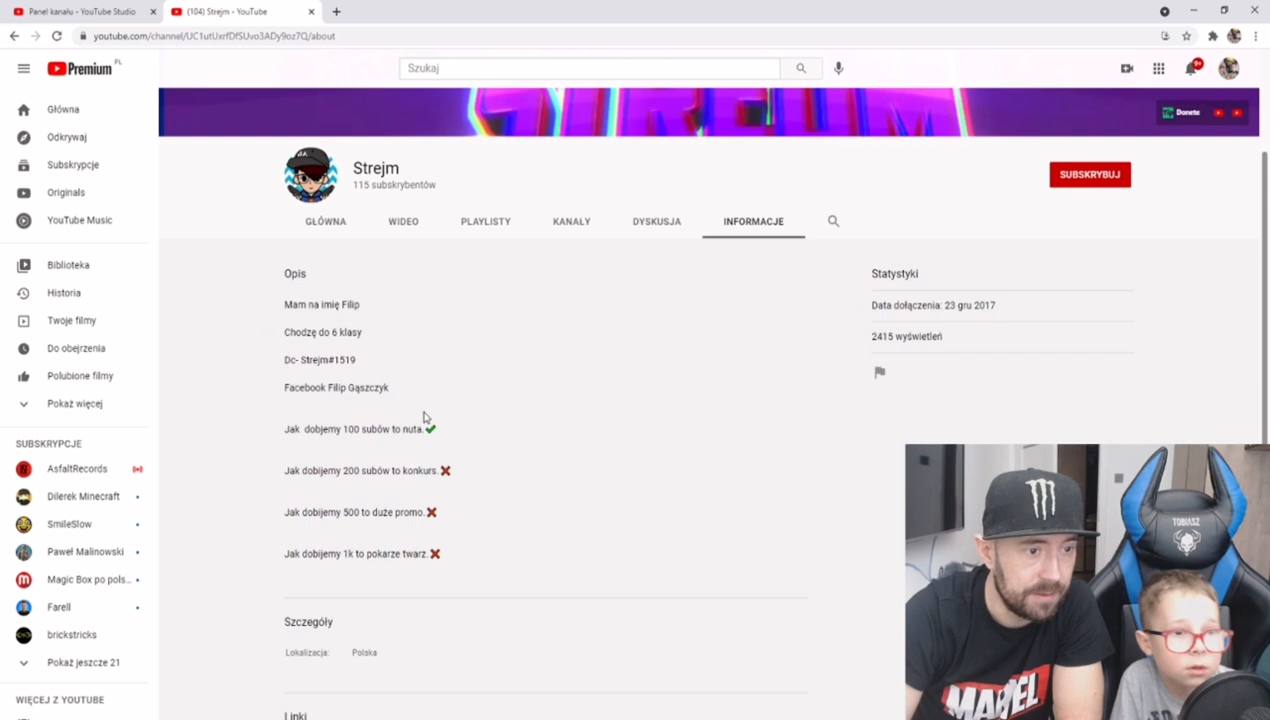 Panel kanału - YouTube Studio
(104) Strejm - YouTube
youtube.com/channel/UC1utUxrfDfSUvo3ADy9oz7Q/about
Premium PL
Szukaj
9+
STREJM
Donete
Główna
Odkrywaj
Subskrypcje
Originals
YouTube Music
Biblioteka
Historia
Twoje filmy
Do obejrzenia
Polubione filmy
Pokaż więcej
SUBSKRYPCJE
AsfaltRecords
Dilerek Minecraft
SmileSlow
Paweł Malinowski
Magic Box po pols...
Farell
brickstricks
Pokaż jeszcze 21
WIĘCEJ Z YOUTUBE
Strejm
115 subskrybentów
SUBSKRYBUJ
GŁÓWNA WIDEO PLAYLISTY KANAŁY DYSKUSJA INFORMACJE
Opis
Mam na imię Filip
Chodzę do 6 klasy
Dc- Strejm#1519
Facebook Filip Gąszczyk
Jak dobjemy 100 subów to nuta.✔
Jak dobijemy 200 subów to konkurs.❌
Jak dobijemy 500 to duże promo.❌
Jak dobijemy 1k to pokarze twarz.❌
Szczegóły
Lokalizacja: Polska
Linki
Statystyki
Data dołączenia: 23 gru 2017
2415 wyświetleń
TOBIASZ
MARVEL